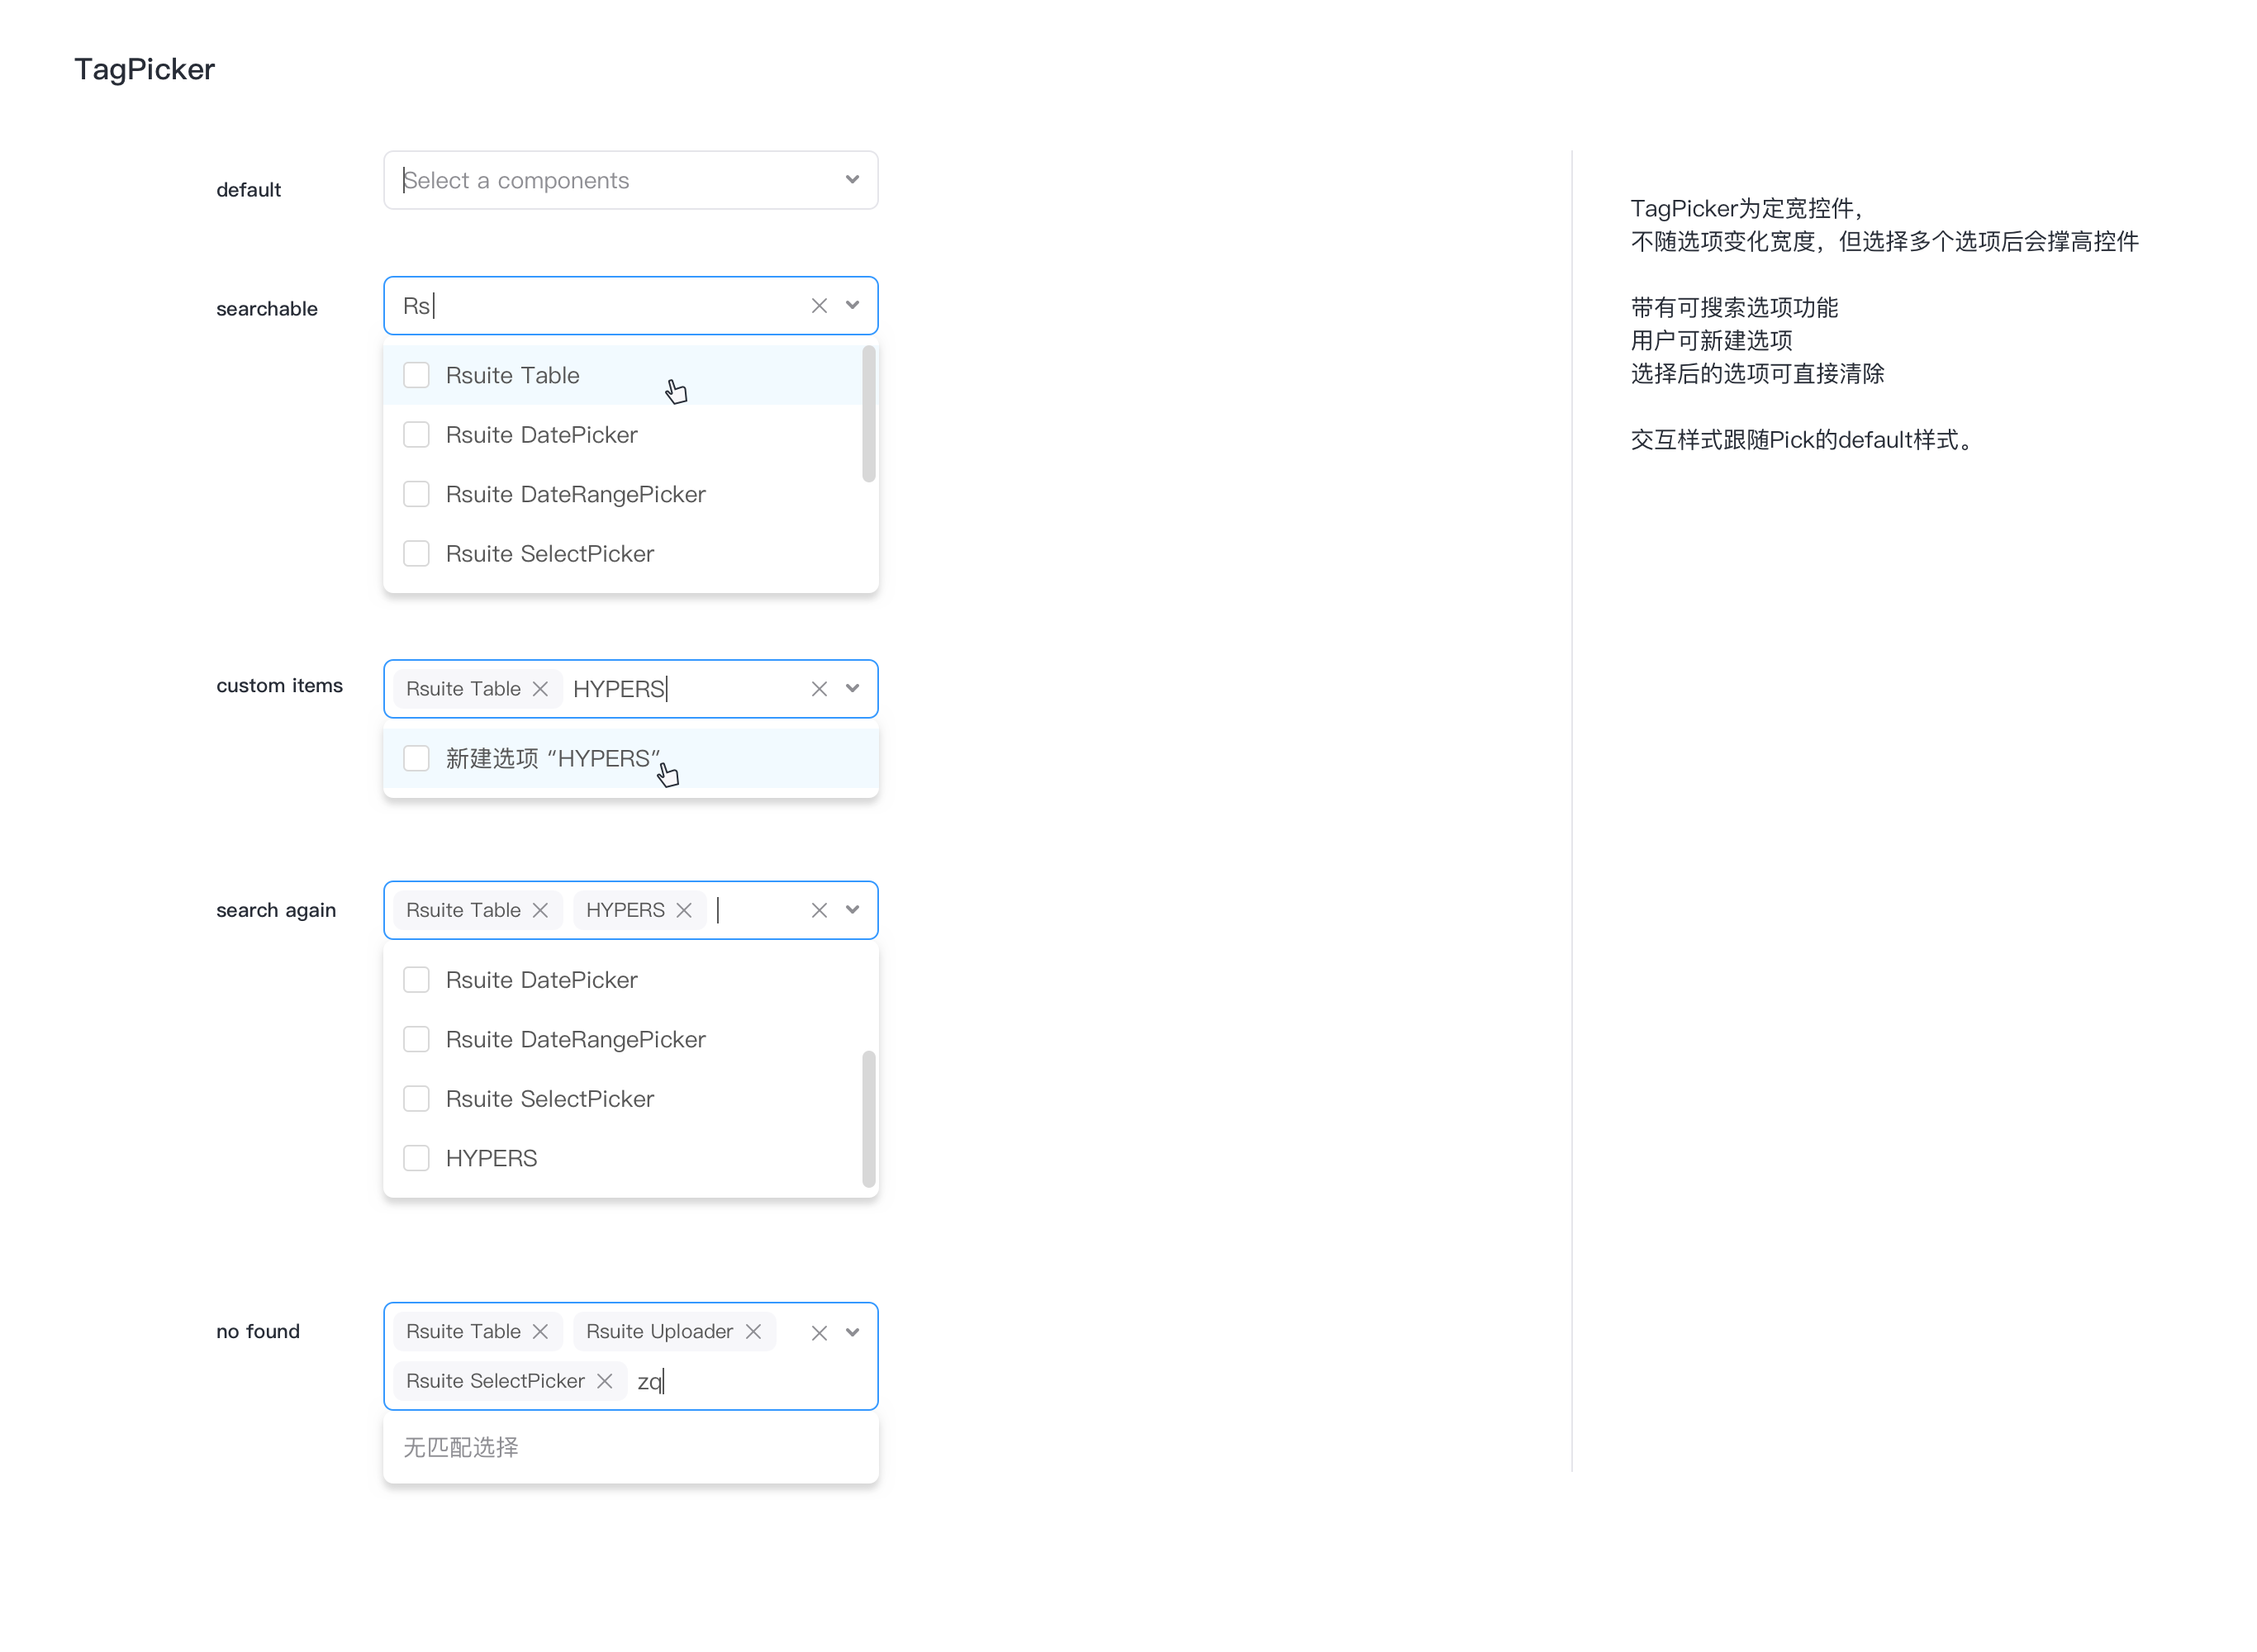 TagPicker
default
Select a components
searchable
Rs
Rsuite Table
Rsuite DatePicker
Rsuite DateRangePicker
Rsuite SelectPicker
custom items
Rsuite Table HYPERS
新建选项 “HYPERS”
search again
Rsuite Table HYPERS
Rsuite DatePicker
Rsuite DateRangePicker
Rsuite SelectPicker
HYPERS
no found
Rsuite Table Rsuite Uploader
Rsuite SelectPicker zq
无匹配选择
TagPicker为定宽控件，
不随选项变化宽度，但选择多个选项后会撑高控件
带有可搜索选项功能
用户可新建选项
选择后的选项可直接清除
交互样式跟随Pick的default样式。